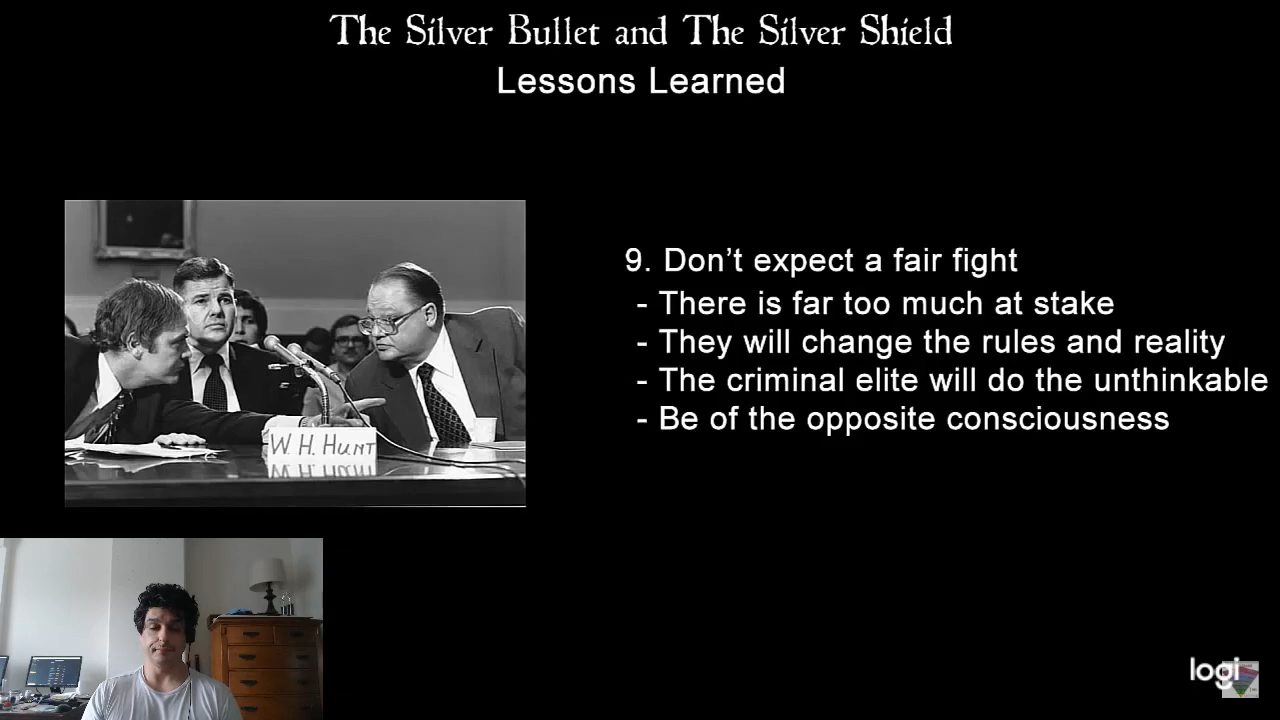 The Silver Bullet and The Silver Shield
Lessons Learned
9. Don't expect a fair fight
- There is far too much at stake
- They will change the rules and reality
- The criminal elite will do the unthinkable
- Be of the opposite consciousness
W. H. HUNT
logi